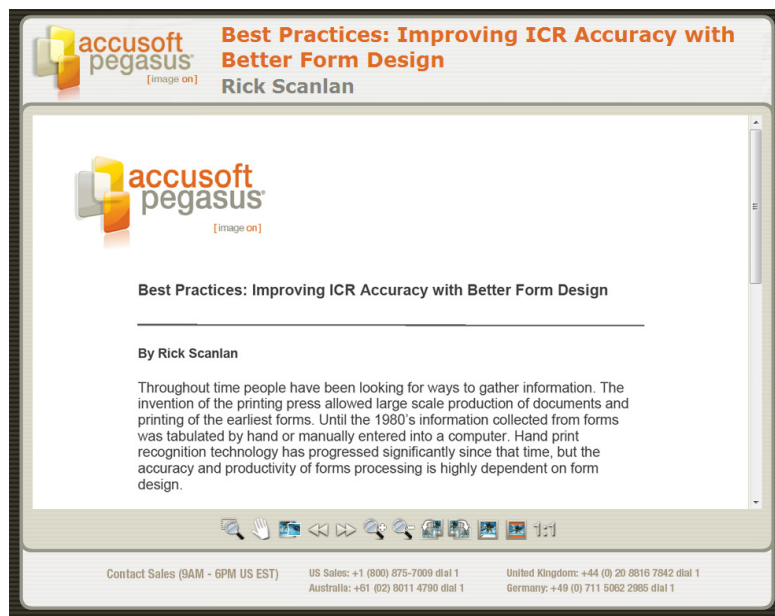 accusoft
pegasus
[image on]
Best Practices: Improving ICR Accuracy with
Better Form Design
Rick Scanlan
accusoft
pegasus
[image on]
Best Practices: Improving ICR Accuracy with Better Form Design
By Rick Scanlan
Throughout time people have been looking for ways to gather information. The
invention of the printing press allowed large scale production of documents and
printing of the earliest forms. Until the 1980's information collected from forms
was tabulated by hand or manually entered into a computer. Hand print
recognition technology has progressed significantly since that time, but the
accuracy and productivity of forms processing is highly dependent on form
design.
1:1
Contact Sales (9AM - 6PM US EST)
US Sales: +1 (800) 875-7009 dial 1
Australia: +61 (02) 8011 4790 dial 1
United Kingdom: +44 (0) 20 8816 7842 dial 1
Germany: +49 (0) 711 5062 2985 dial 1